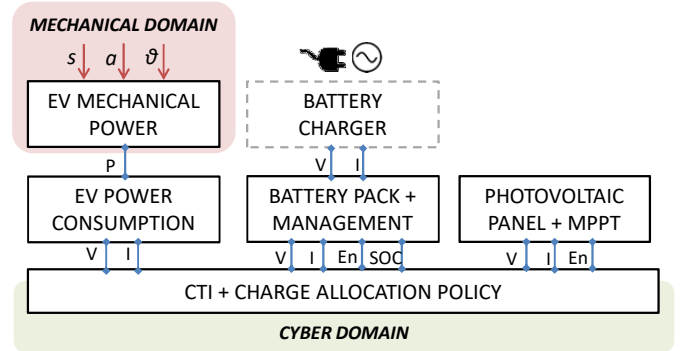 MECHANICAL DOMAIN
s a ϑ
EV MECHANICAL
POWER
BATTERY
CHARGER
P
V I
EV POWER
CONSUMPTION
BATTERY PACK +
MANAGEMENT
PHOTOVOLTAIC
PANEL + MPPT
V I
V I En SOC
V I En
CTI + CHARGE ALLOCATION POLICY
CYBER DOMAIN